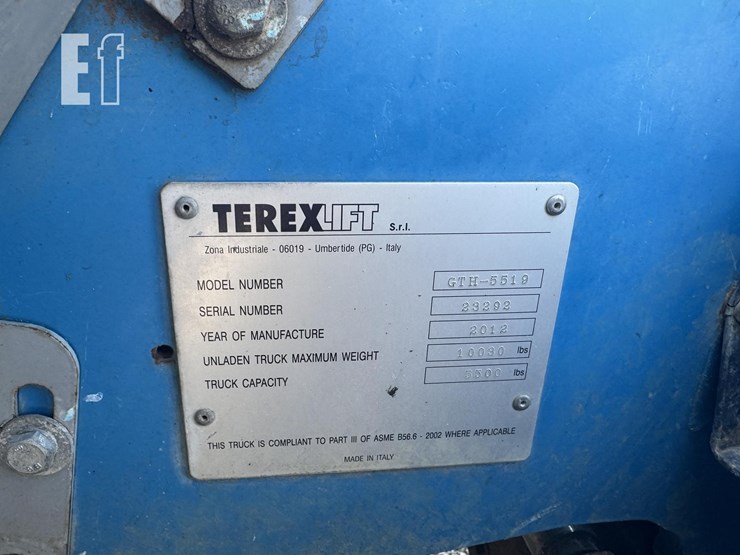 Ef
TEREXLIFT S.r.l.
Zona Industriale - 06019 - Umbertide (PG) - Italy
MODEL NUMBER GTH-5519
SERIAL NUMBER 23292
YEAR OF MANUFACTURE 2012
UNLADEN TRUCK MAXIMUM WEIGHT 10030 lbs
TRUCK CAPACITY 5500 lbs
THIS TRUCK IS COMPLIANT TO PART III OF ASME B56.6 - 2002 WHERE APPLICABLE
MADE IN ITALY